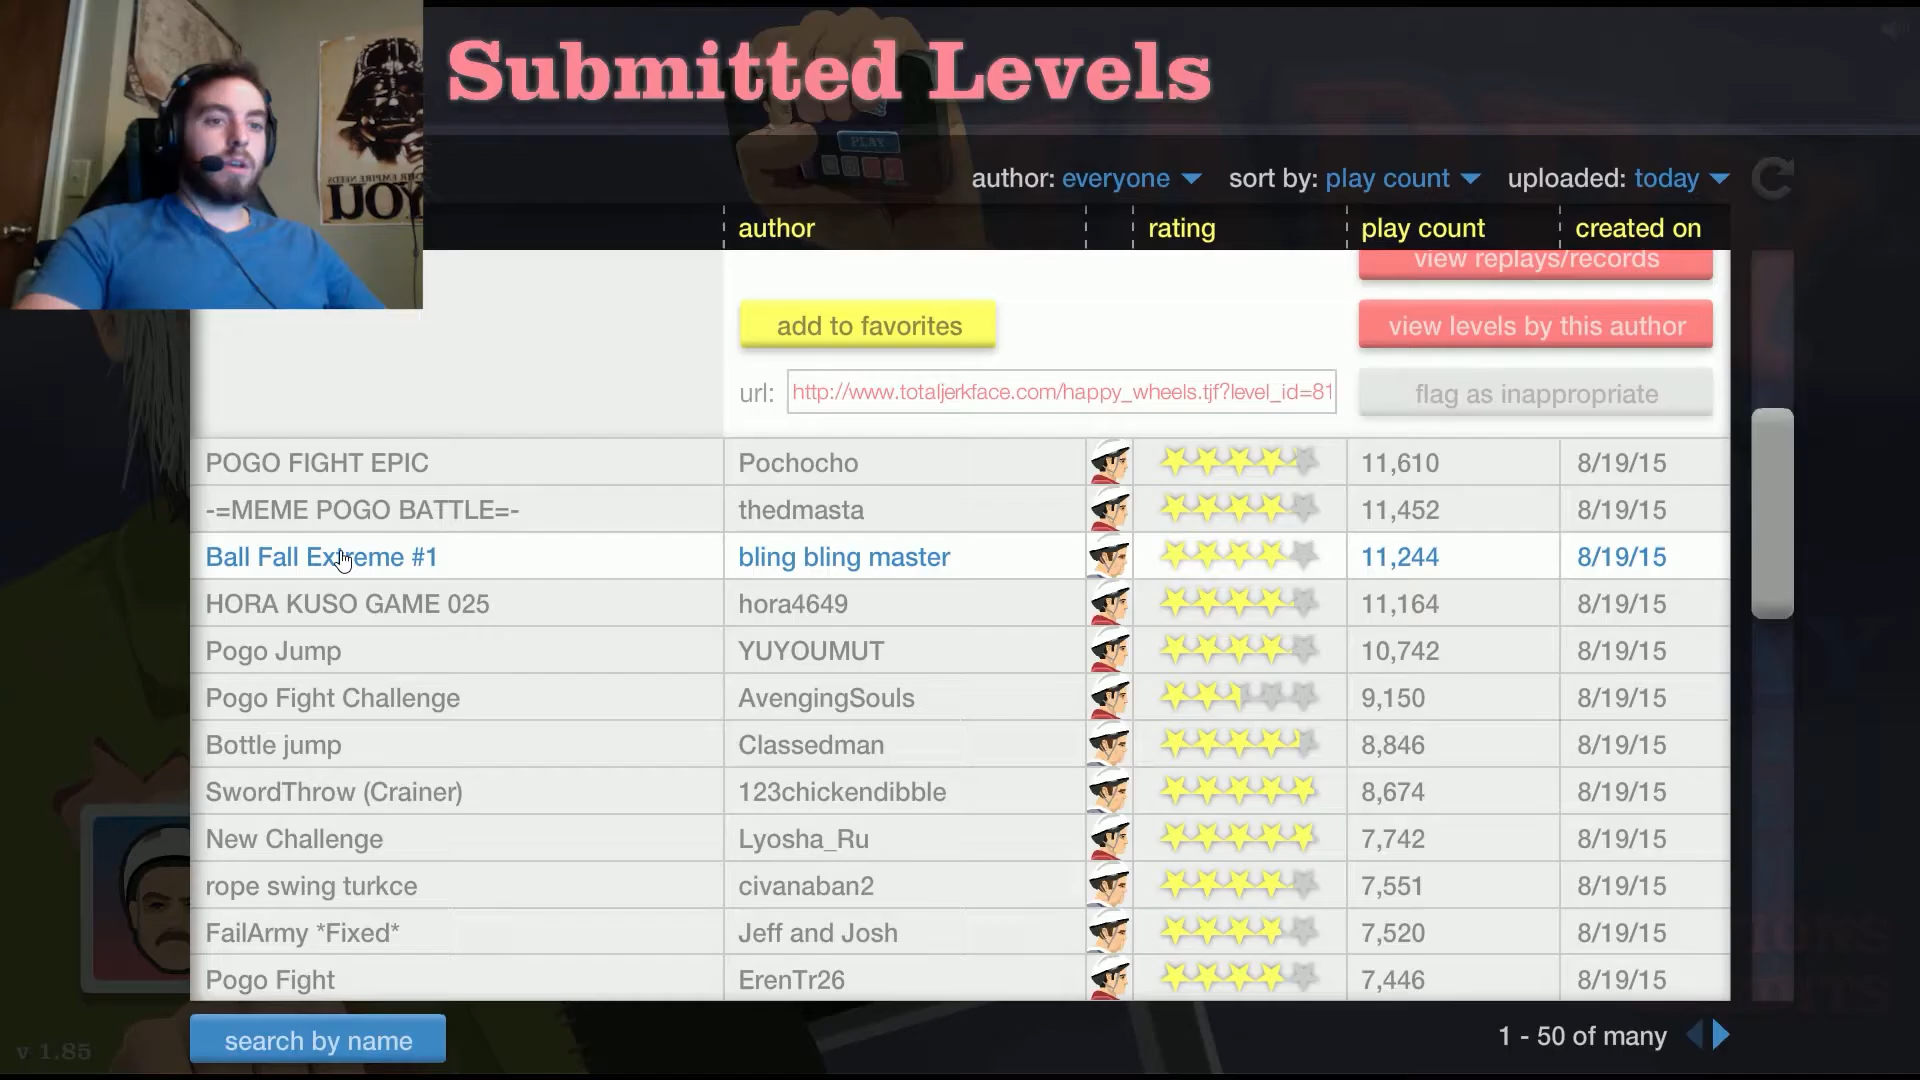 Submitted Levels
PLAY
author: everyone sort by: play count uploaded: today
author rating play count created on
view replays/records
add to favorites view levels by this author
url: http://www.totaljerkface.com/happy_wheels.tjf?level_id=81 flag as inappropriate
POGO FIGHT EPIC Pochocho 11,610 8/19/15
-=MEME POGO BATTLE=- thedmasta 11,452 8/19/15
Ball Fall Extreme #1 bling bling master 11,244 8/19/15
HORA KUSO GAME 025 hora4649 11,164 8/19/15
Pogo Jump YUYOUMUT 10,742 8/19/15
Pogo Fight Challenge AvengingSouls 9,150 8/19/15
Bottle jump Classedman 8,846 8/19/15
SwordThrow (Crainer) 123chickendibble 8,674 8/19/15
New Challenge Lyosha_Ru 7,742 8/19/15
rope swing turkce civanaban2 7,551 8/19/15
FailArmy *Fixed* Jeff and Josh 7,520 8/19/15
Pogo Fight ErenTr26 7,446 8/19/15
search by name 1 - 50 of many
v 1.85
YOU